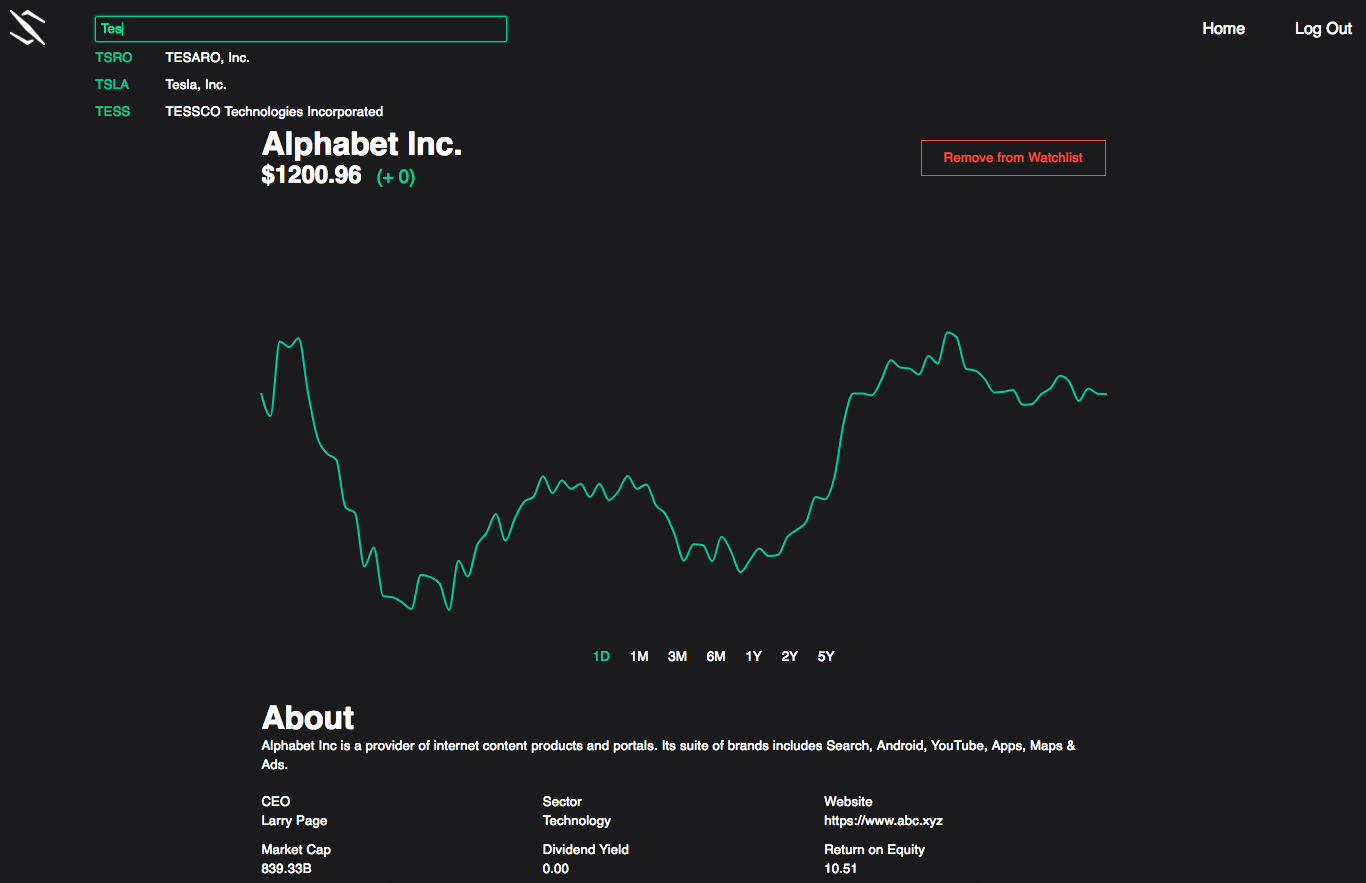 Tes
Home Log Out
TSRO TESARO, Inc.
TSLA Tesla, Inc.
TESS TESSCO Technologies Incorporated
Alphabet Inc.
$1200.96 (+ 0)
Remove from Watchlist
1D 1M 3M 6M 1Y 2Y 5Y
About
Alphabet Inc is a provider of internet content products and portals. Its suite of brands includes Search, Android, YouTube, Apps, Maps &
Ads.
CEO Sector Website
Larry Page Technology https://www.abc.xyz
Market Cap Dividend Yield Return on Equity
839.33B 0.00 10.51